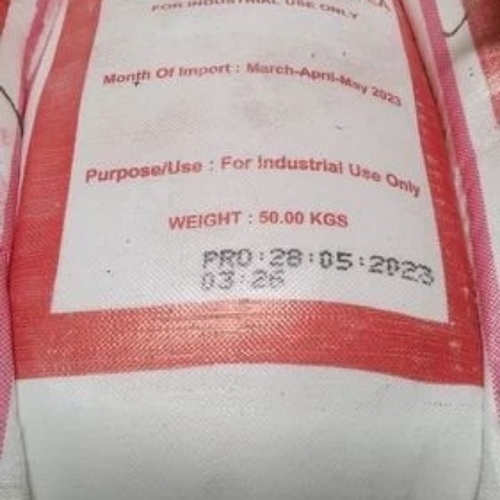 FOR INDUSTRIAL USE ONLY
Month Of Import : March-April-May 2023
Purpose/Use : For Industrial Use Only
WEIGHT : 50.00 KGS
PRO:28:05:2023
03:26